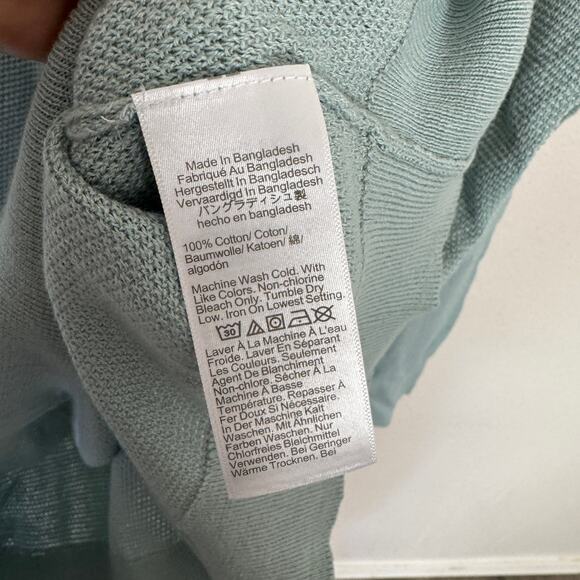 Made In Bangladesh
Fabriqué Au Bangladesh
Hergestellt In Bangladesh
Vervaardigd In Bangladesh
バングラディシュ製
hecho en bangladesh
100% Cotton/ Coton/
Baumwolle/ Katoen/ 綿/
algodón
Machine Wash Cold. With
Like Colors. Non-chlorine
Bleach Only. Tumble Dry
Low. Iron On Lowest Setting.
30
Laver À La Machine À L'eau
Froide. Laver En Séparant
Les Couleurs. Seulement
Agent De Blanchiment
Non-chlore. Sécher À La
Machine À Basse
Température. Repasser À
Fer Doux Si Nécessaire.
In Der Maschine Kalt
Waschen. Mit Ähnlichen
Farben Waschen. Nur
Chlorfreies Bleichmittel
Verwenden. Bei Geringer
Wärme Trocknen. Bei